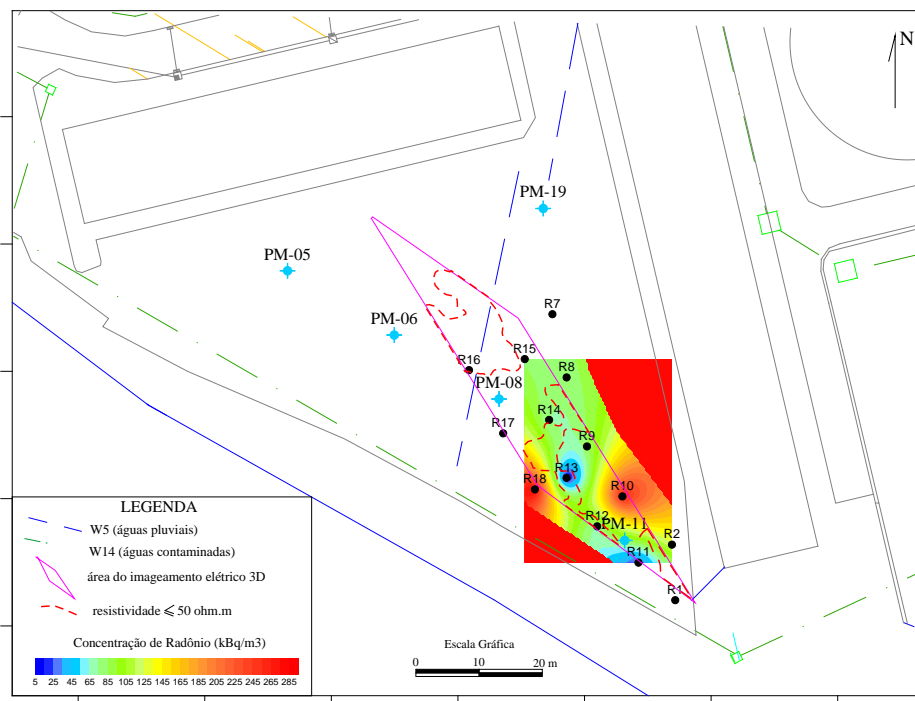 N
PM-19
PM-05
R7
PM-06
R15
R16
R8
PM-08
R14
R17
R9
R13
R18
R10
R12
PM-11
R2
R11
R1
LEGENDA
W5 (águas pluviais)
W14 (águas contaminadas)
área do imageamento elétrico 3D
resistividade ⩽ 50 ohm.m
Concentração de Radônio (kBq/m3)
5 25 45 65 85 105 125 145 165 185 205 225 245 265 285
Escala Gráfica
0 10 20 m